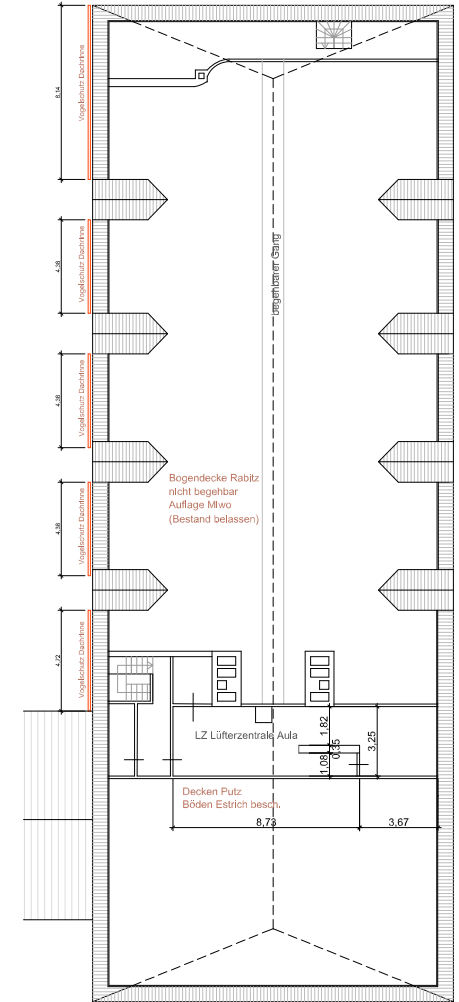 8,14
Vogelschutz Dachrinne
4,38
Vogelschutz Dachrinne
begehbarer Gang
4,38
Vogelschutz Dachrinne
Bogendecke Rabitz
nicht begehbar
Auflage Miwo
(Bestand belassen)
4,38
Vogelschutz Dachrinne
4,72
Vogelschutz Dachrinne
LZ Lüfterzentrale Aula
1,82
0,35
1,08
3,25
Decken Putz
Böden Estrich besch.
8,73
3,67